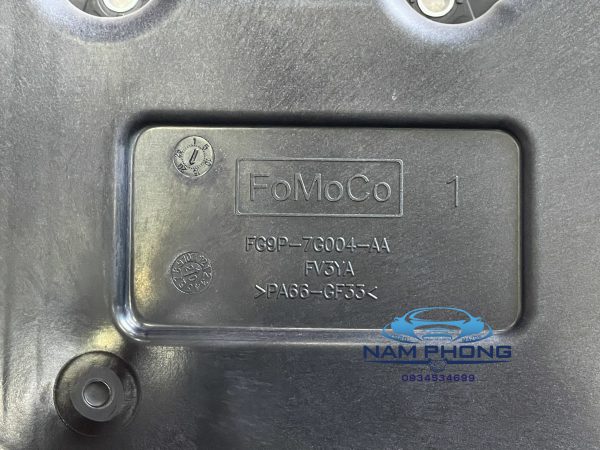 FoMoCo 1
FG9P-7G004-AA
FV3YA
>PA66-GF33<
NAM PHONG
0934534699